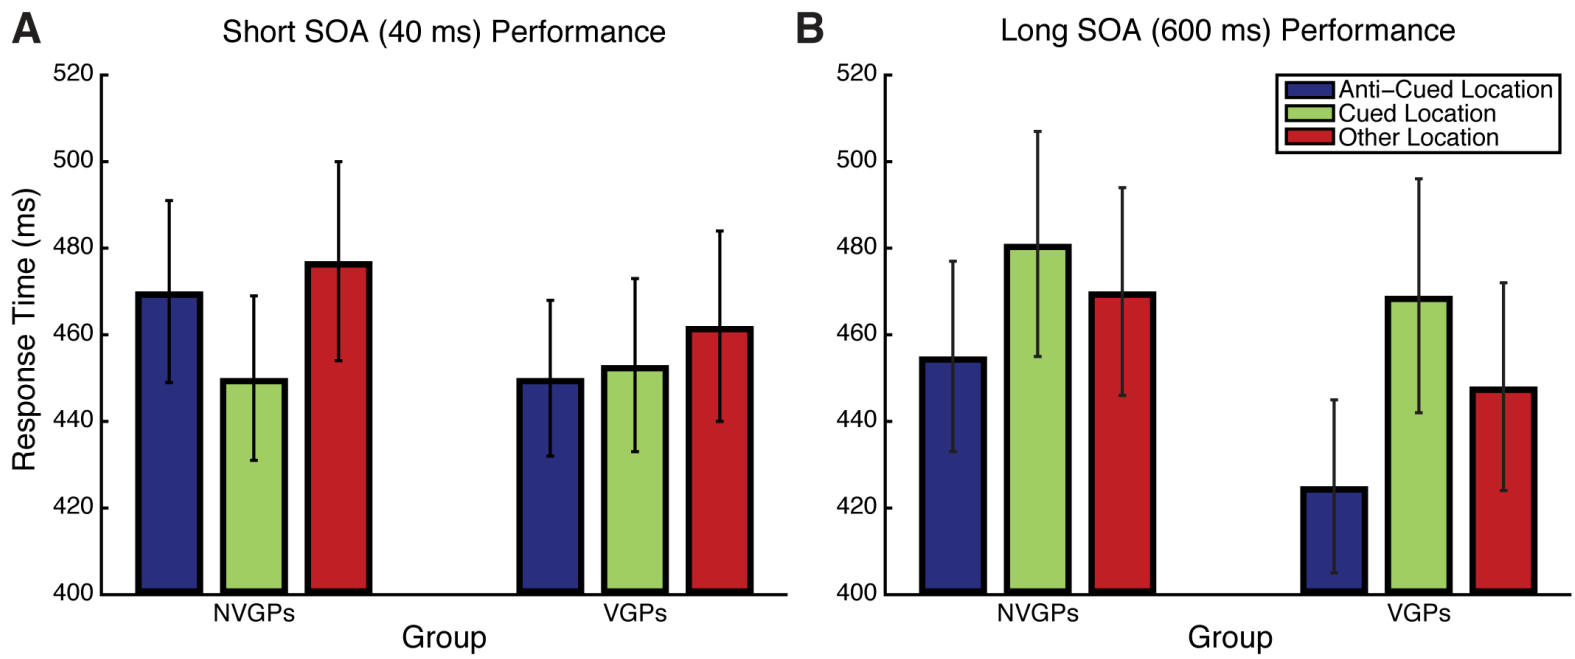 A
Short SOA (40 ms) Performance
520
500
480
460
440
420
400
Response Time (ms)
NVGPs
VGPs
Group
B
Long SOA (600 ms) Performance
520
500
480
460
440
420
400
Anti−Cued Location
Cued Location
Other Location
NVGPs
VGPs
Group